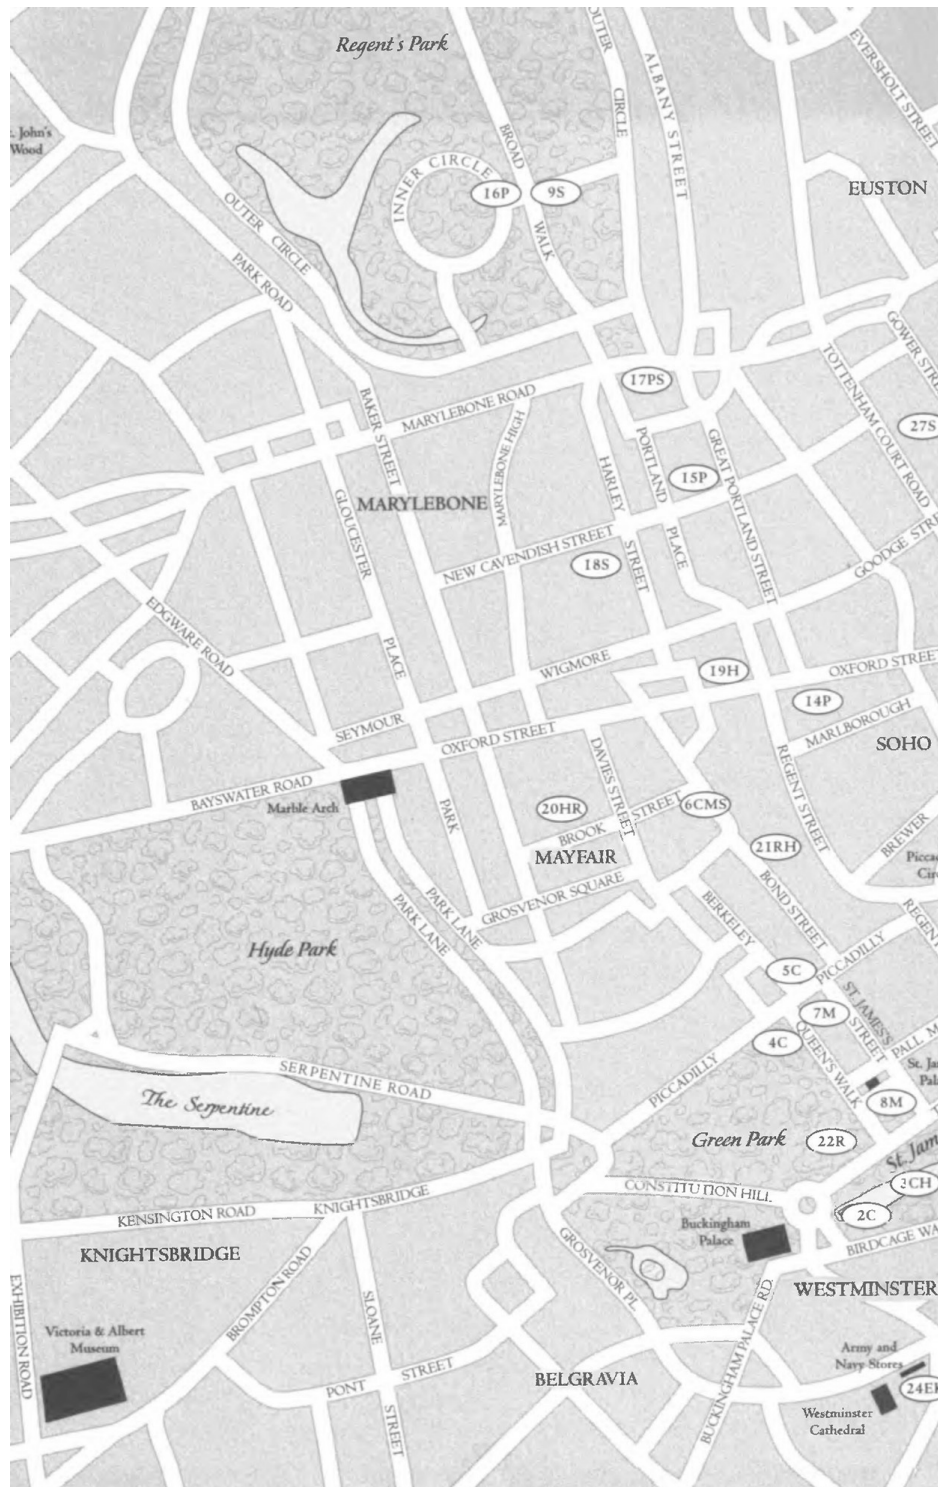 Regent's Park
OUTER
CIRCLE
ALBANY STREET
EVERSHOLT STREET
John's
Wood
BROAD
WALK
INNER CIRCLE
16P
9S
EUSTON
OUTER CIRCLE
PARK ROAD
GOWER
TOTTENHAM COURT ROAD
17PS
MARYLEBONE ROAD
BAKER STREET
MARYLEBONE HIGH
27S
HARLEY
STREET
PORTLAND
PLACE
GREAT PORTLAND STREET
15P
GLOUCESTER
PLACE
MARYLEBONE
NEW CAVENDISH STREET
18S
GOODGE
EDGWARE ROAD
WIGMORE
19H
OXFORD STREET
14P
SEYMOUR
OXFORD STREET
MARLBOROUGH
SOHO
BAYSWATER ROAD
Marble Arch
PARK
DAVIES STREET
REGENT STREET
20HR
BROOK STREET
6CMS
BREWER
21RH
MAYFAIR
GROSVENOR SQUARE
BOND STREET
PARK LANE
PARK LANE
BERKELEY
REGENT
Hyde Park
PICCADILLY
5C
7M
ST. JAMES'S
STREET
4C
QUEEN'S WALK
PALL
PICCADILLY
SERPENTINE ROAD
The Serpentine
8M
Green Park
22R
3CH
CONSTITUTION HILL
2C
KENSINGTON ROAD
KNIGHTSBRIDGE
Buckingham
Palace
BIRDCAGE
KNIGHTSBRIDGE
GROSVENOR PL.
WESTMINSTER
EXHIBITION ROAD
BROMPTON ROAD
SLOANE
STREET
BUCKINGHAM PALACE RD.
Victoria & Albert
Museum
Army and
Navy Stores
PONT STREET
BELGRAVIA
Westminster
Cathedral